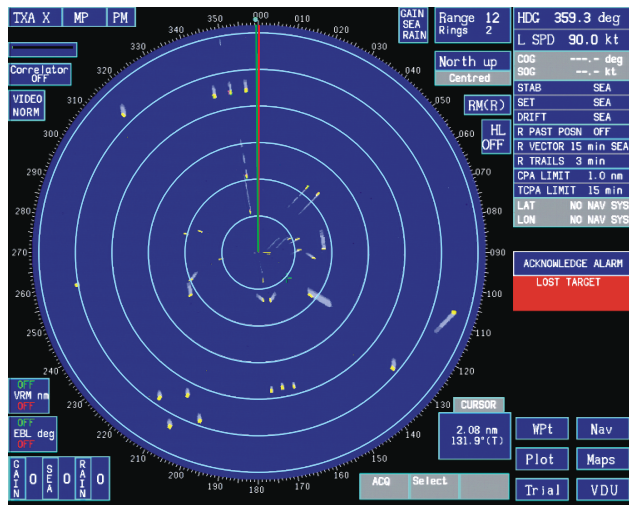 TXA X MP PM
GAIN
SEA
RAIN
Range 12
Rings 2
HDG 359.3 deg
L SPD 90.0 kt
COG ---.- deg
SOG --.- kt
STAB SEA
SET SEA
DRIFT SEA
R PAST POSN OFF
R VECTOR 15 min SEA
R TRAILS 3 min
CPA LIMIT 1.0 nm
TCPA LIMIT 15 min
LAT NO NAV SYS
LON NO NAV SYS
Correlator
OFF
VIDEO
NORM
North up
Centred
RM(R)
HL
OFF
000
010
020
030
040
050
060
070
080
090
100
110
120
130
140
150
160
170
180
190
200
210
220
230
240
250
260
270
280
290
300
310
320
330
340
350
ACKNOWLEDGE ALARM
LOST TARGET
OFF
VRM nm
OFF
OFF
EBL deg
OFF
GAIN 0 SEA 0 RAIN 0
CURSOR
2.08 nm
131.9°(T)
ACQ Select
WPt Nav
Plot Maps
Trial VDU